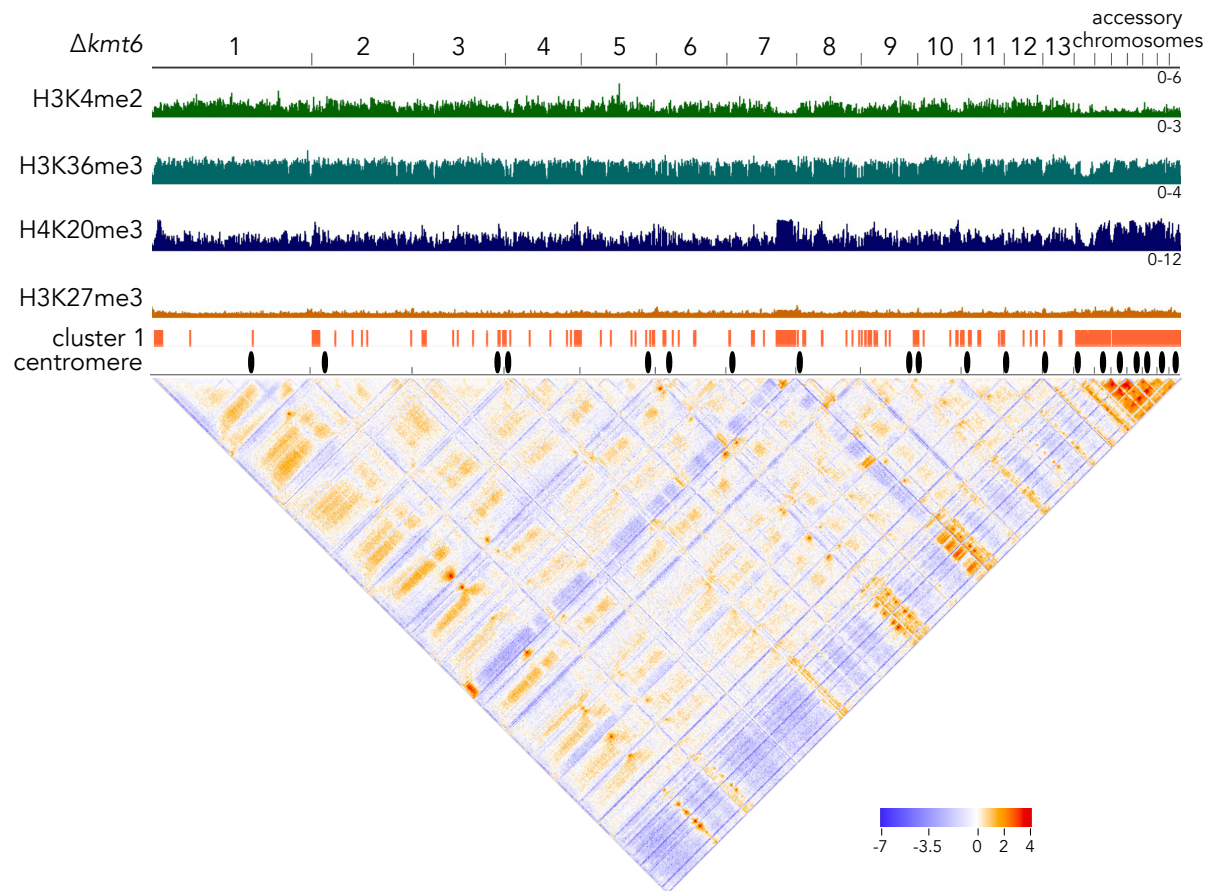 accessory
Δkmt6 1 2 3 4 5 6 7 8 9 10 11 12 13 chromosomes
0-6
H3K4me2
0-3
H3K36me3
0-4
H4K20me3
0-12
H3K27me3
cluster 1
centromere
-7 -3.5 0 2 4